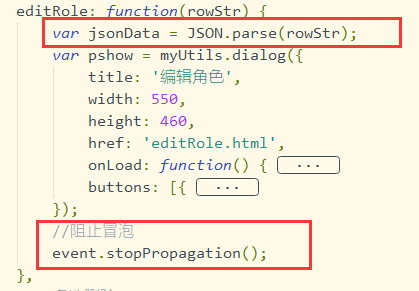 editRole: function(rowStr) {
var jsonData = JSON.parse(rowStr);
var pshow = myUtils.dialog({
title: '编辑角色',
width: 550,
height: 460,
href: 'editRole.html',
onLoad: function() { ...
buttons: [{ ...
});
//阻止冒泡
event.stopPropagation();
},